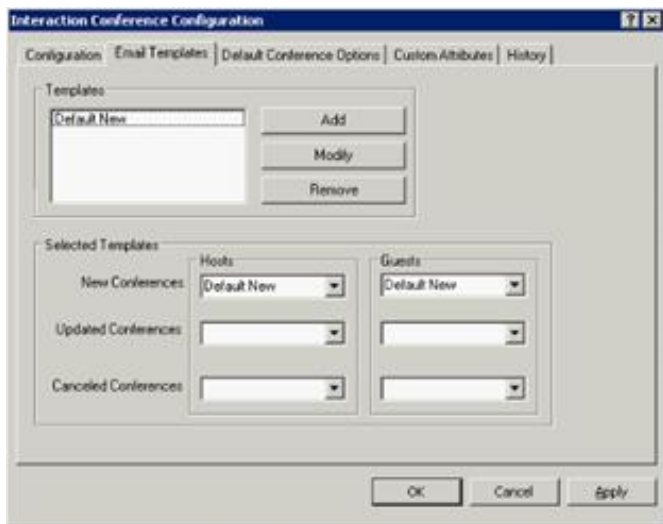 Interaction Conference Configuration
Configuration Email Templates Default Conference Options Custom Attributes History
Templates
Default New
Add
Modify
Remove
Selected Templates
Hosts Guests
New Conferences Default New Default New
Updated Conferences
Canceled Conferences
OK Cancel Apply